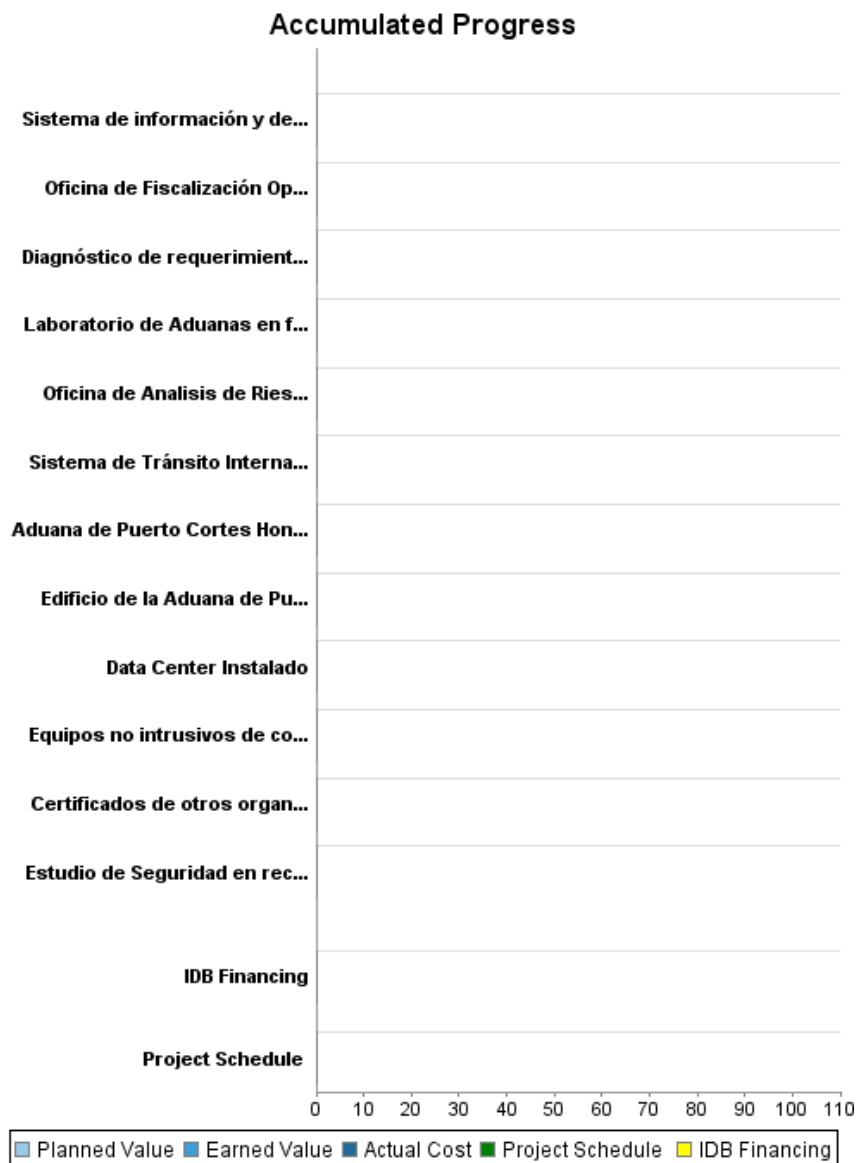 Accumulated Progress
Sistema de información y de...
Oficina de Fiscalización Op...
Diagnóstico de requerimient...
Laboratorio de Aduanas en f...
Oficina de Analisis de Ries...
Sistema de Tránsito Interna...
Aduana de Puerto Cortes Hon...
Edificio de la Aduana de Pu...
Data Center Instalado
Equipos no intrusivos de co...
Certificados de otros organ...
Estudio de Seguridad en rec...
IDB Financing
Project Schedule
0 10 20 30 40 50 60 70 80 90 100 110
Planned Value Earned Value Actual Cost Project Schedule IDB Financing